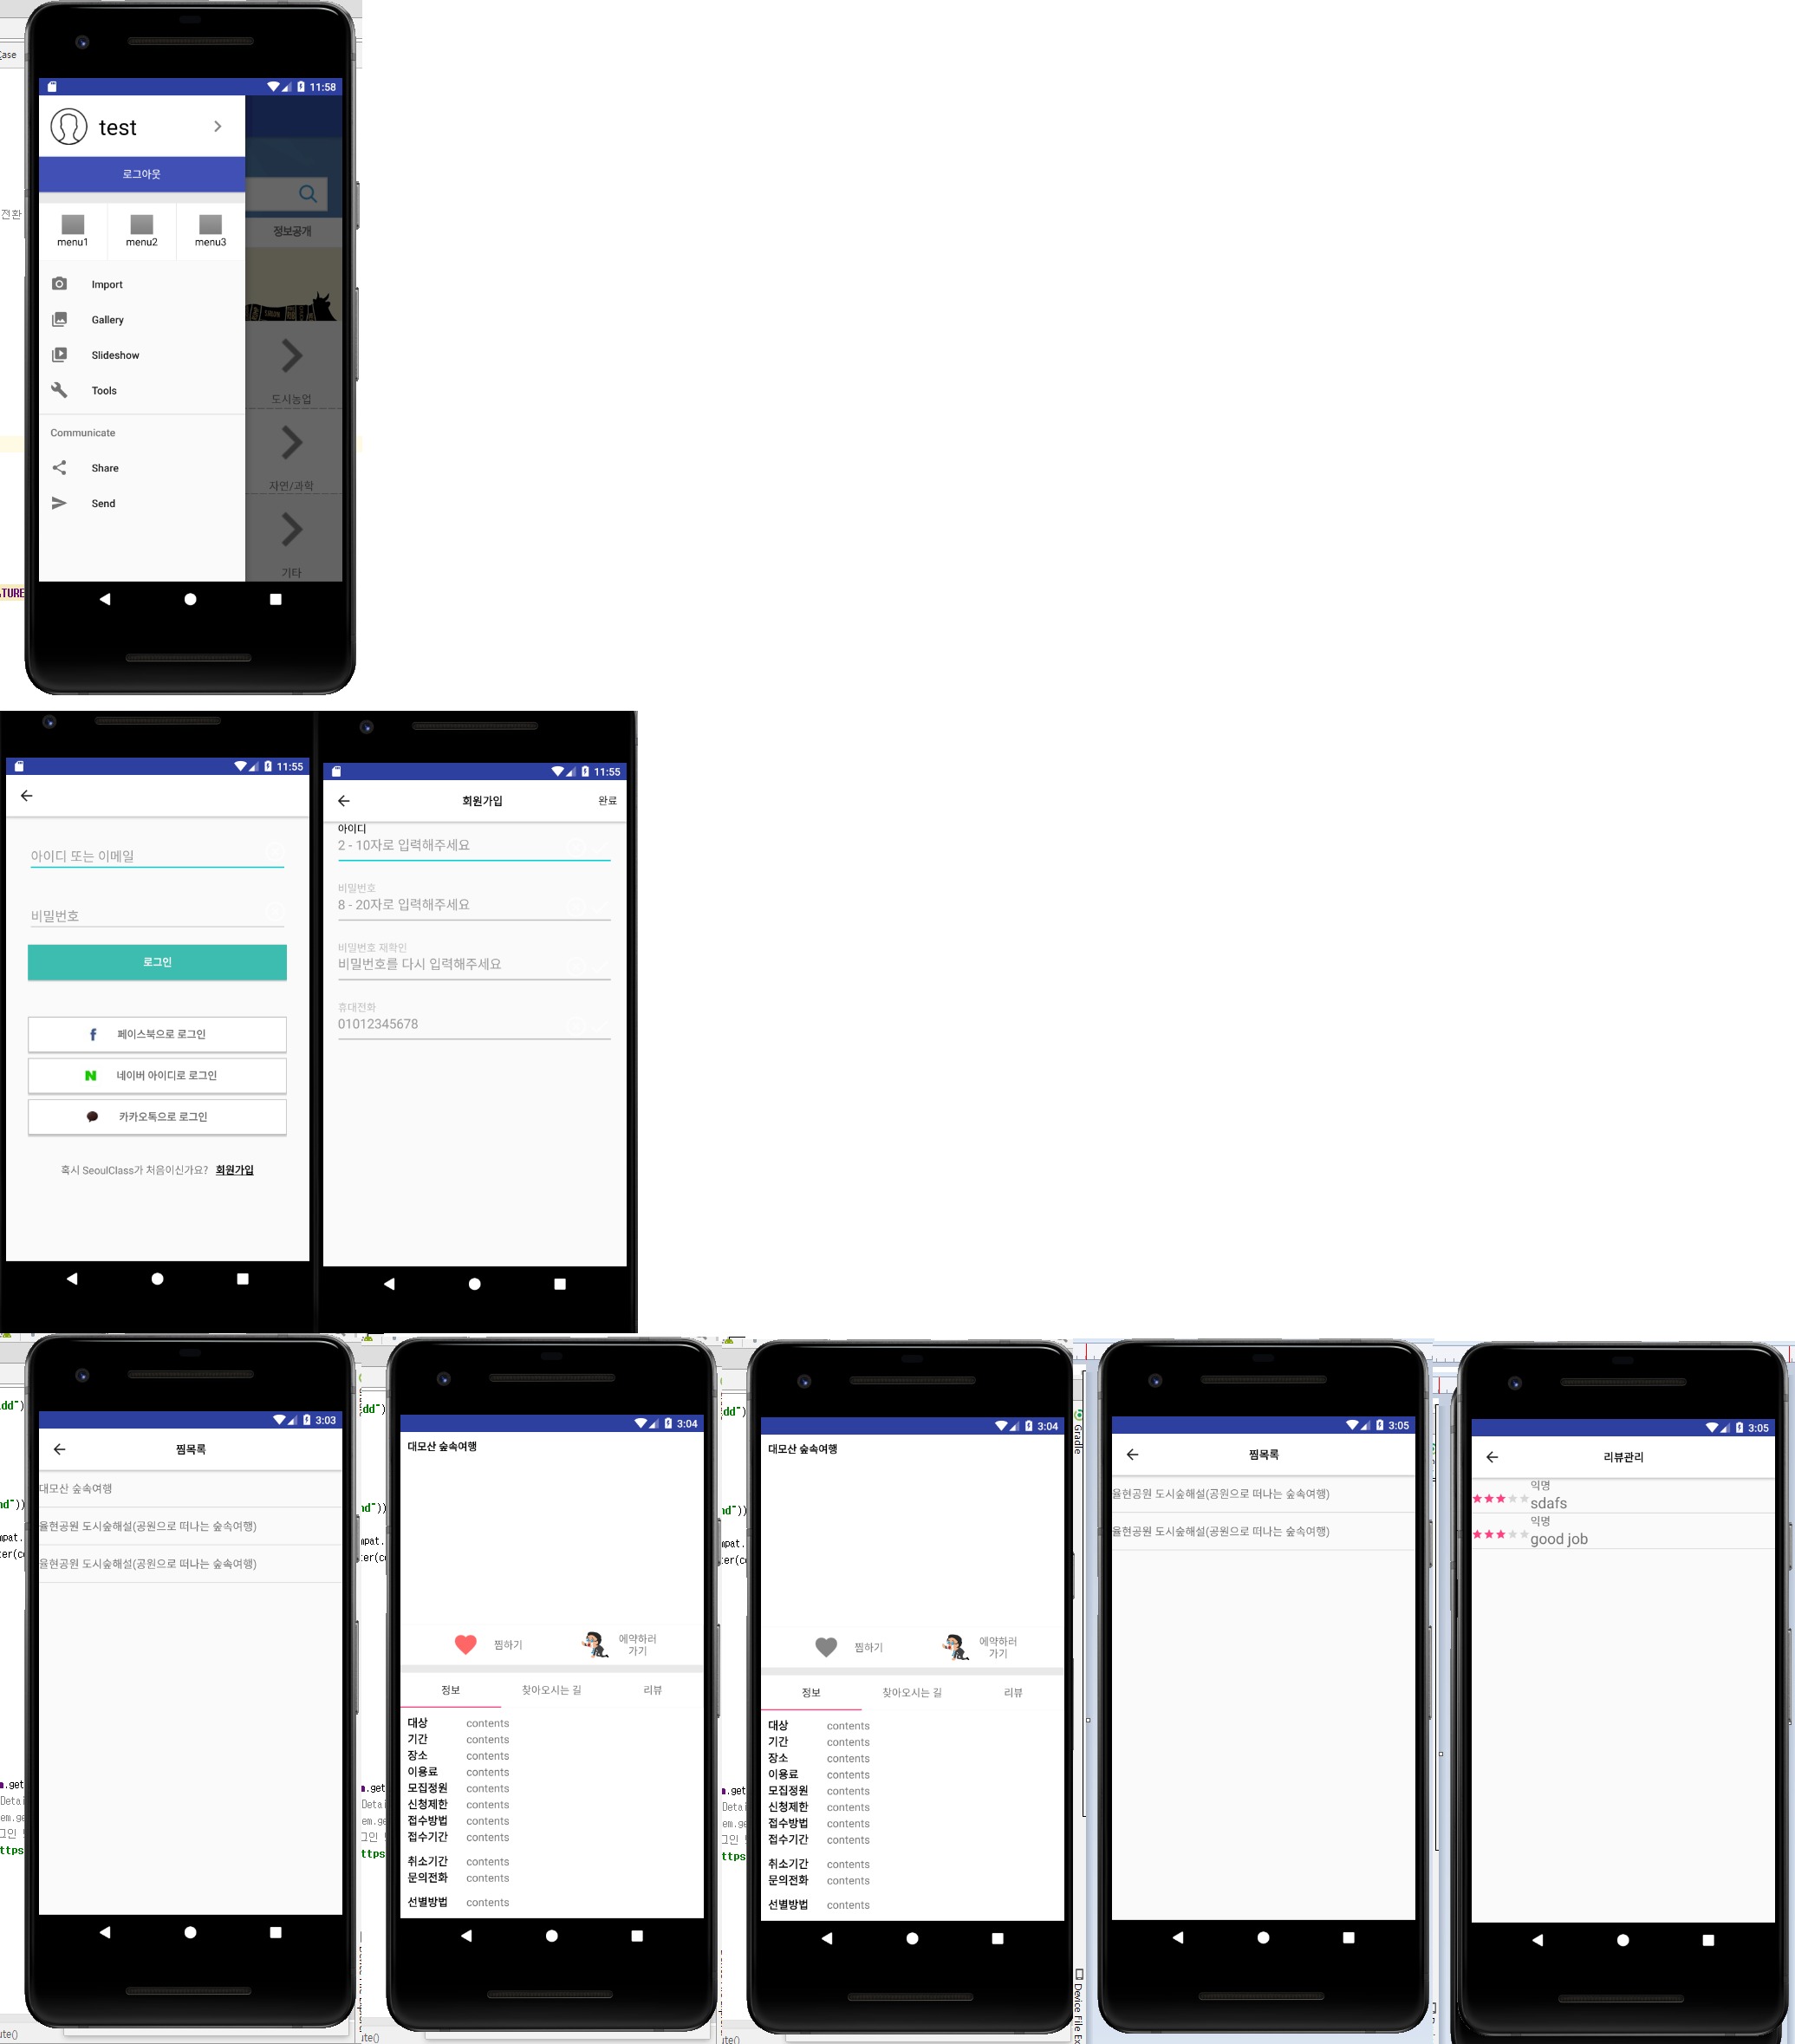 Case
11:58
test
로그아웃
전환
정보공개
menu1
menu2
menu3
Import
Gallery
Slideshow
Tools
도시농업
Communicate
Share
자연/과학
Send
기타
ATURE
11:55
아이디 또는 이메일
비밀번호
로그인
페이스북으로 로그인
네이버 아이디로 로그인
카카오톡으로 로그인
혹시 SeoulClass가 처음이신가요? 회원가입
11:55
회원가입
완료
아이디
2 - 10자로 입력해주세요
비밀번호
8 - 20자로 입력해주세요
비밀번호 재확인
비밀번호를 다시 입력해주세요
휴대전화
01012345678
3:03
찜목록
대모산 숲속여행
율현공원 도시숲해설(공원으로 떠나는 숲속여행)
율현공원 도시숲해설(공원으로 떠나는 숲속여행)
3:04
대모산 숲속여행
찜하기
예약하러
가기
정보
찾아오시는 길
리뷰
대상 contents
기간 contents
장소 contents
이용료 contents
모집정원 contents
신청제한 contents
접수방법 contents
접수기간 contents
취소기간 contents
문의전화 contents
선별방법 contents
3:04
대모산 숲속여행
찜하기
예약하러
가기
정보
찾아오시는 길
리뷰
대상 contents
기간 contents
장소 contents
이용료 contents
모집정원 contents
신청제한 contents
접수방법 contents
접수기간 contents
취소기간 contents
문의전화 contents
선별방법 contents
Gradle
3:05
찜목록
율현공원 도시숲해설(공원으로 떠나는 숲속여행)
율현공원 도시숲해설(공원으로 떠나는 숲속여행)
3:05
리뷰관리
익명
sdafs
익명
good job